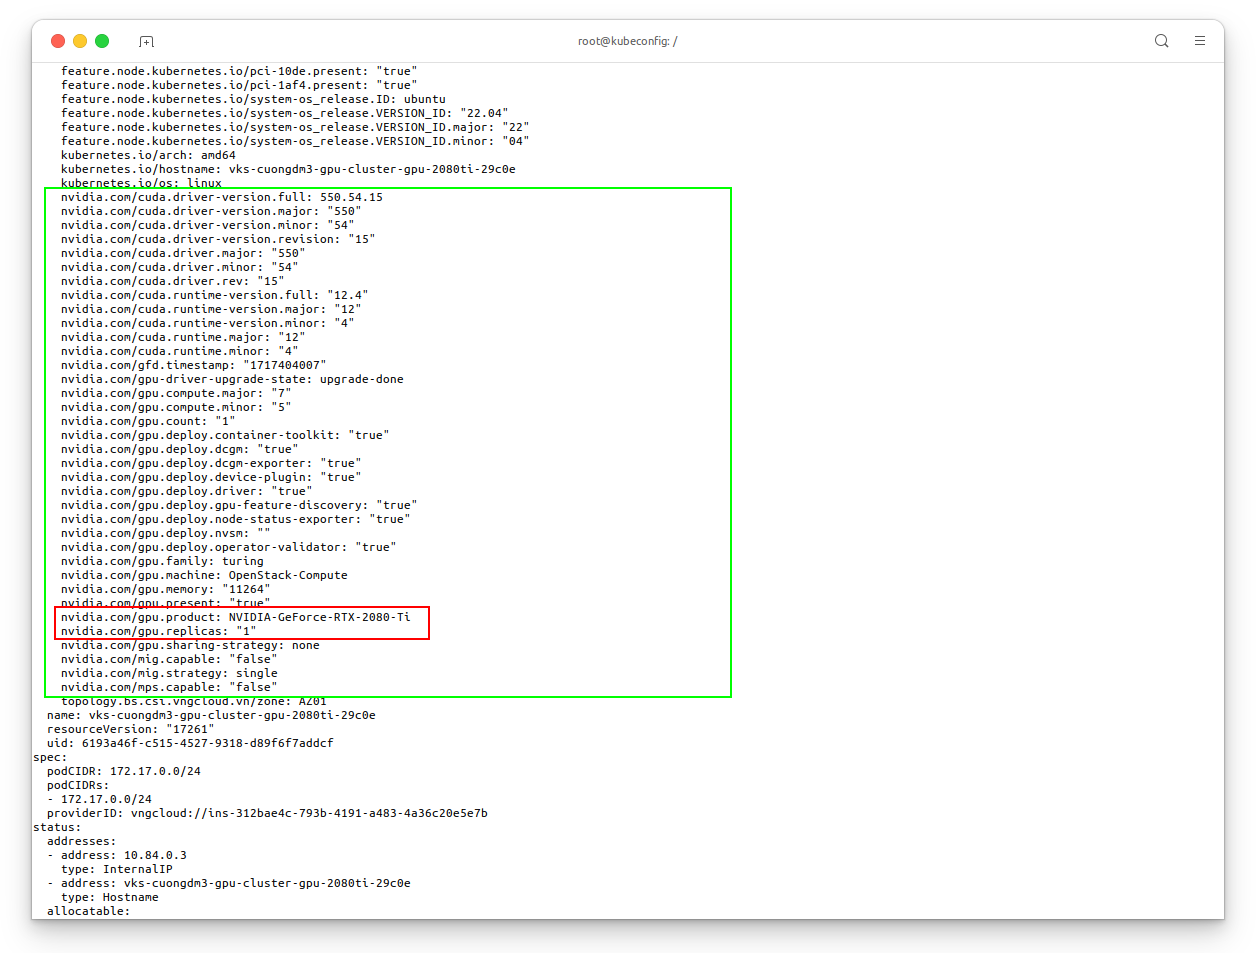 root@kubeconfig: /
feature.node.kubernetes.io/pci-10de.present: "true"
feature.node.kubernetes.io/pci-1af4.present: "true"
feature.node.kubernetes.io/system-os_release.ID: ubuntu
feature.node.kubernetes.io/system-os_release.VERSION_ID: "22.04"
feature.node.kubernetes.io/system-os_release.VERSION_ID.major: "22"
feature.node.kubernetes.io/system-os_release.VERSION_ID.minor: "04"
kubernetes.io/arch: amd64
kubernetes.io/hostname: vks-cuongdm3-gpu-cluster-gpu-2080ti-29c0e
kubernetes.io/os: linux
nvidia.com/cuda.driver-version.full: 550.54.15
nvidia.com/cuda.driver-version.major: "550"
nvidia.com/cuda.driver-version.minor: "54"
nvidia.com/cuda.driver-version.revision: "15"
nvidia.com/cuda.driver.major: "550"
nvidia.com/cuda.driver.minor: "54"
nvidia.com/cuda.driver.rev: "15"
nvidia.com/cuda.runtime-version.full: "12.4"
nvidia.com/cuda.runtime-version.major: "12"
nvidia.com/cuda.runtime-version.minor: "4"
nvidia.com/cuda.runtime.major: "12"
nvidia.com/cuda.runtime.minor: "4"
nvidia.com/gfd.timestamp: "1717404007"
nvidia.com/gpu-driver-upgrade-state: upgrade-done
nvidia.com/gpu.compute.major: "7"
nvidia.com/gpu.compute.minor: "5"
nvidia.com/gpu.count: "1"
nvidia.com/gpu.deploy.container-toolkit: "true"
nvidia.com/gpu.deploy.dcgm: "true"
nvidia.com/gpu.deploy.dcgm-exporter: "true"
nvidia.com/gpu.deploy.device-plugin: "true"
nvidia.com/gpu.deploy.driver: "true"
nvidia.com/gpu.deploy.gpu-feature-discovery: "true"
nvidia.com/gpu.deploy.node-status-exporter: "true"
nvidia.com/gpu.deploy.nvsm: ""
nvidia.com/gpu.deploy.operator-validator: "true"
nvidia.com/gpu.family: turing
nvidia.com/gpu.machine: OpenStack-Compute
nvidia.com/gpu.memory: "11264"
nvidia.com/gpu.present: "true"
nvidia.com/gpu.product: NVIDIA-GeForce-RTX-2080-Ti
nvidia.com/gpu.replicas: "1"
nvidia.com/gpu.sharing-strategy: none
nvidia.com/mig.capable: "false"
nvidia.com/mig.strategy: single
nvidia.com/mps.capable: "false"
topology.bs.csi.vngcloud.vn/zone: AZ01
name: vks-cuongdm3-gpu-cluster-gpu-2080ti-29c0e
resourceVersion: "17261"
uid: 6193a46f-c515-4527-9318-d89f6f7addcf
spec:
podCIDR: 172.17.0.0/24
podCIDRs:
- 172.17.0.0/24
providerID: vngcloud://ins-312bae4c-793b-4191-a483-4a36c20e5e7b
status:
addresses:
- address: 10.84.0.3
type: InternalIP
- address: vks-cuongdm3-gpu-cluster-gpu-2080ti-29c0e
type: Hostname
allocatable: